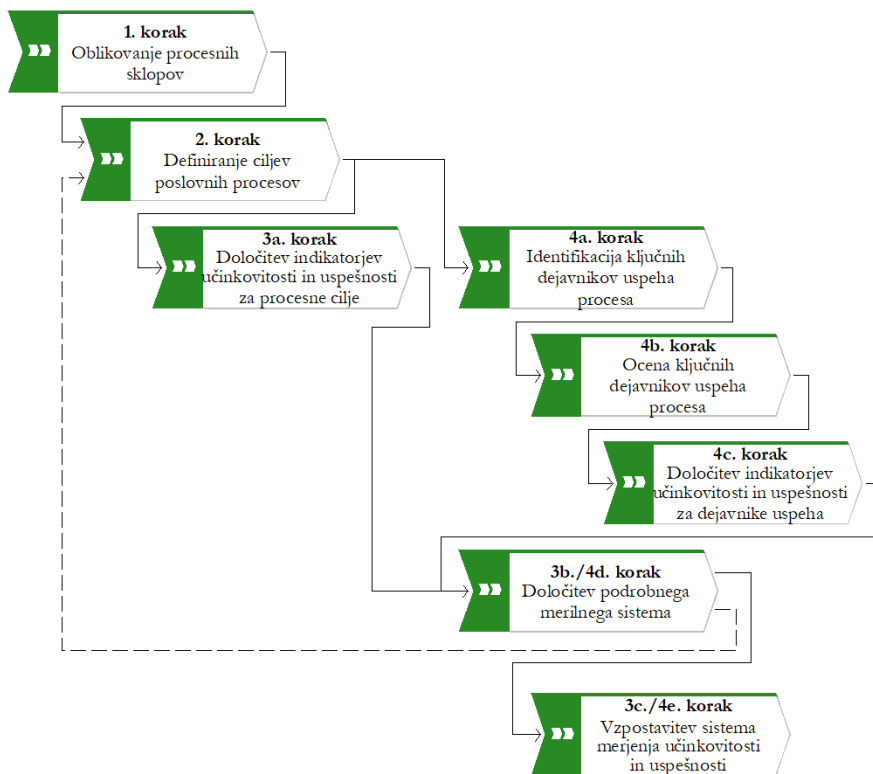 1. korak
Oblikovanje procesnih
sklopov
2. korak
Definiranje ciljev
poslovnih procesov
3a. korak
Določitev indikatorjev
učinkovitosti in uspešnosti
za procesne cilje
4a. korak
Identifikacija ključnih
dejavnikov uspeha
procesa
4b. korak
Ocena ključnih
dejavnikov uspeha
procesa
4c. korak
Določitev indikatorjev
učinkovitosti in uspešnosti
za dejavnike uspeha
3b./4d. korak
Določitev podrobnega
merilnega sistema
3c./4e. korak
Vzpostavitev sistema
merjenja učinkovitosti
in uspešnosti